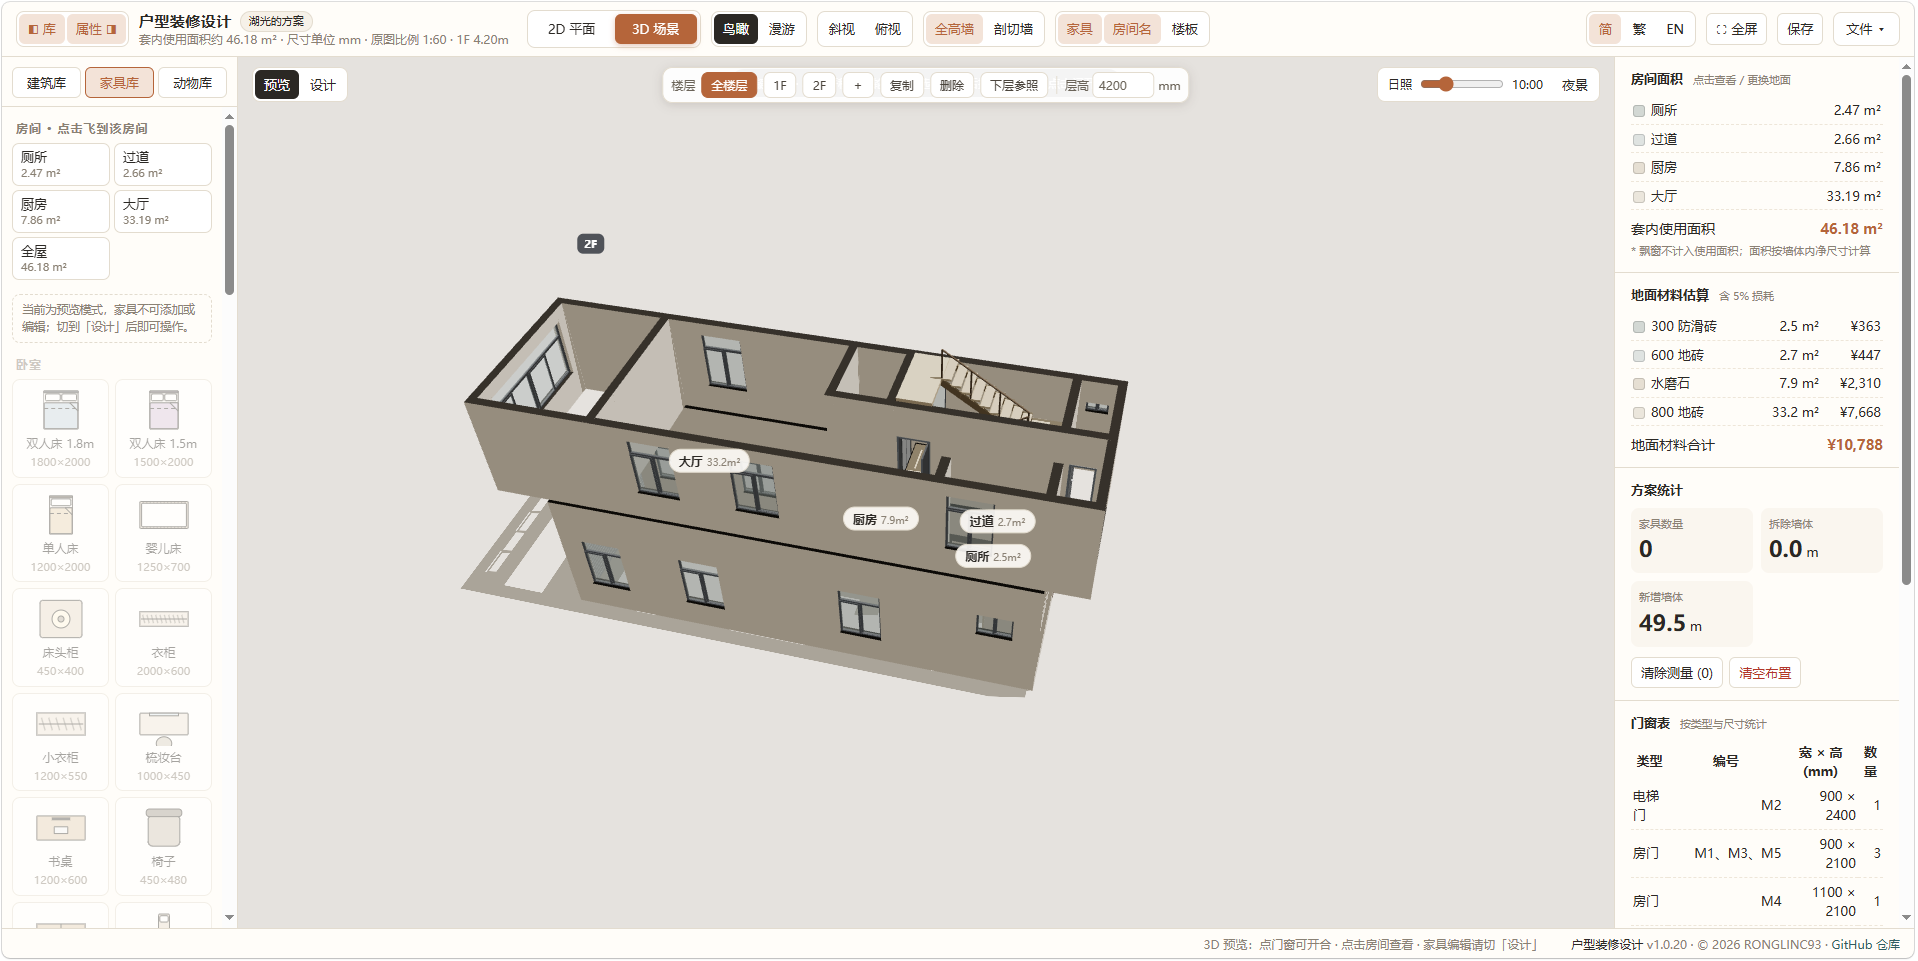 库 属性 户型装修设计 湖光的方案
套内使用面积约 46.18 m² · 尺寸单位 mm · 原图比例 1:60 · 1F 4.20m
2D 平面 3D 场景 鸟瞰 漫游 斜视 俯视 全高墙 剖切墙 家具 房间名 楼板 简 繁 EN 全屏 保存 文件
建筑库 家具库 动物库
房间 • 点击飞到该房间
厕所
2.47 m²
过道
2.66 m²
厨房
7.86 m²
大厅
33.19 m²
全屋
46.18 m²
当前为预览模式，家具不可添加或
编辑；切到「设计」后即可操作。
卧室
双人床 1.8m
1800×2000
双人床 1.5m
1500×2000
单人床
1200×2000
婴儿床
1250×700
床头柜
450×400
衣柜
2000×600
小衣柜
1200×550
梳妆台
1000×450
书桌
1200×600
椅子
450×480
预览 设计
楼层 全楼层 1F 2F + 复制 删除 下层参照 层高 4200 mm
日照 10:00 夜景
2F
大厅 33.2m²
厨房 7.9m²
过道 2.7m²
厕所 2.5m²
房间面积 点击查看 / 更换地面
厕所 2.47 m²
过道 2.66 m²
厨房 7.86 m²
大厅 33.19 m²
套内使用面积 46.18 m²
* 飘窗不计入使用面积；面积按墙体内净尺寸计算
地面材料估算 含 5% 损耗
300 防滑砖 2.5 m² ¥363
600 地砖 2.7 m² ¥447
水磨石 7.9 m² ¥2,310
800 地砖 33.2 m² ¥7,668
地面材料合计 ¥10,788
方案统计
家具数量
0
拆除墙体
0.0 m
新增墙体
49.5 m
清除测量 (0) 清空布置
门窗表 按类型与尺寸统计
类型 编号 宽 × 高 (mm) 数量
电梯门 M2 900 × 2400 1
房门 M1、M3、M5 900 × 2100 3
房门 M4 1100 × 2100 1
3D 预览：点门窗可开合 · 点击房间查看 · 家具编辑请切「设计」 户型装修设计 v1.0.20 · © 2026 RONGLINC93 · GitHub 仓库